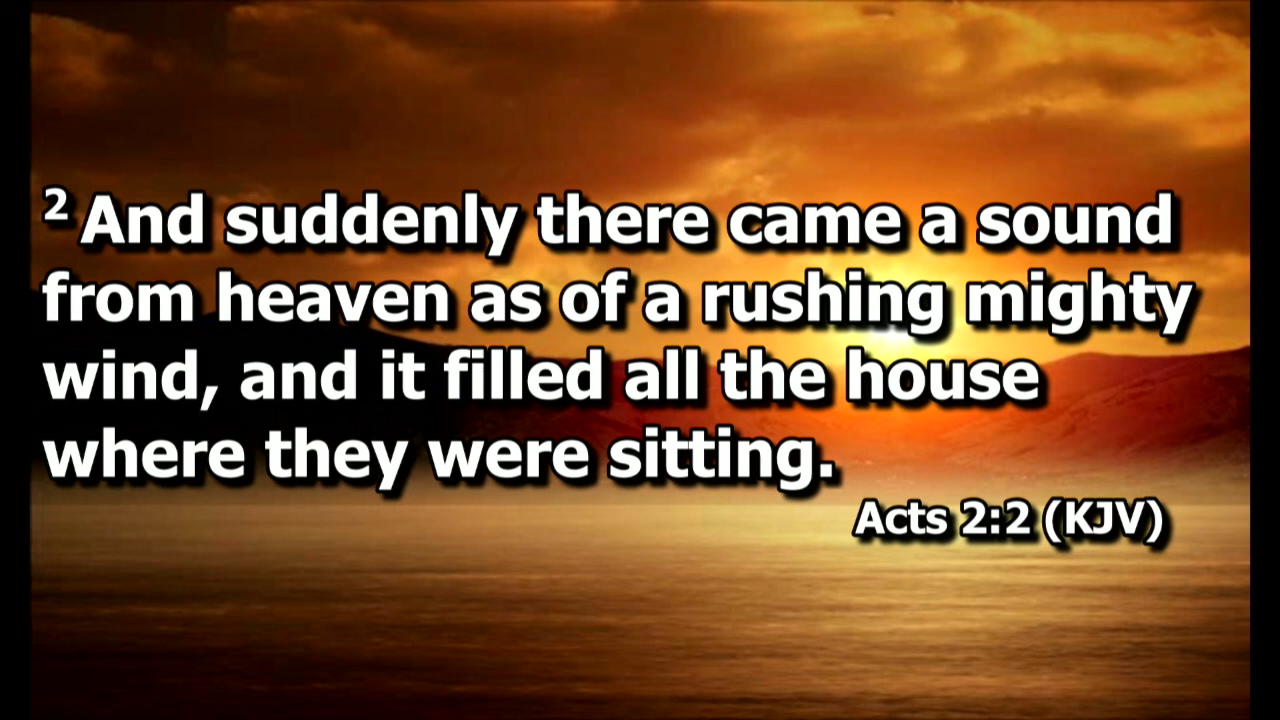 2 And suddenly there came a sound
from heaven as of a rushing mighty
wind, and it filled all the house
where they were sitting.
Acts 2:2 (KJV)